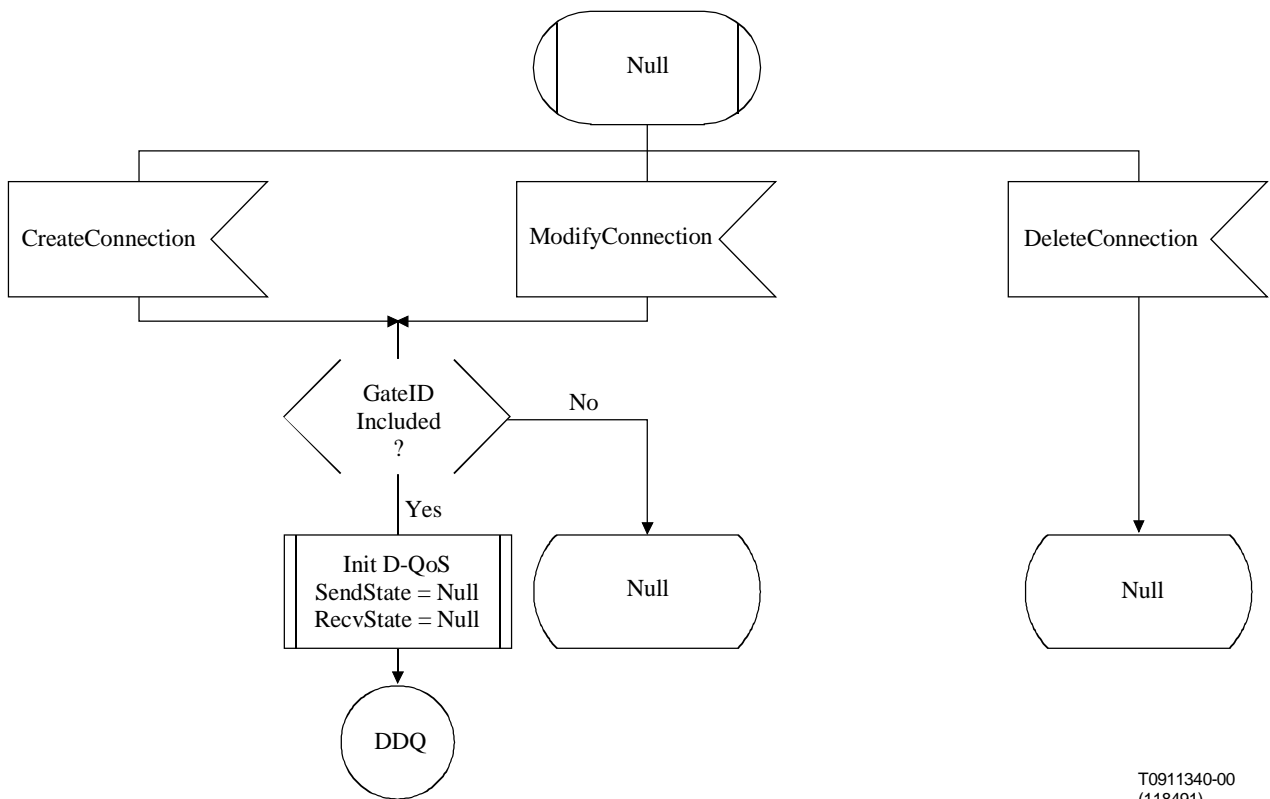 Null
CreateConnection
ModifyConnection
DeleteConnection
GateID
Included
?
No
Yes
Init D-QoS
SendState = Null
RecvState = Null
Null
Null
DDQ
T0911340-00
(118491)